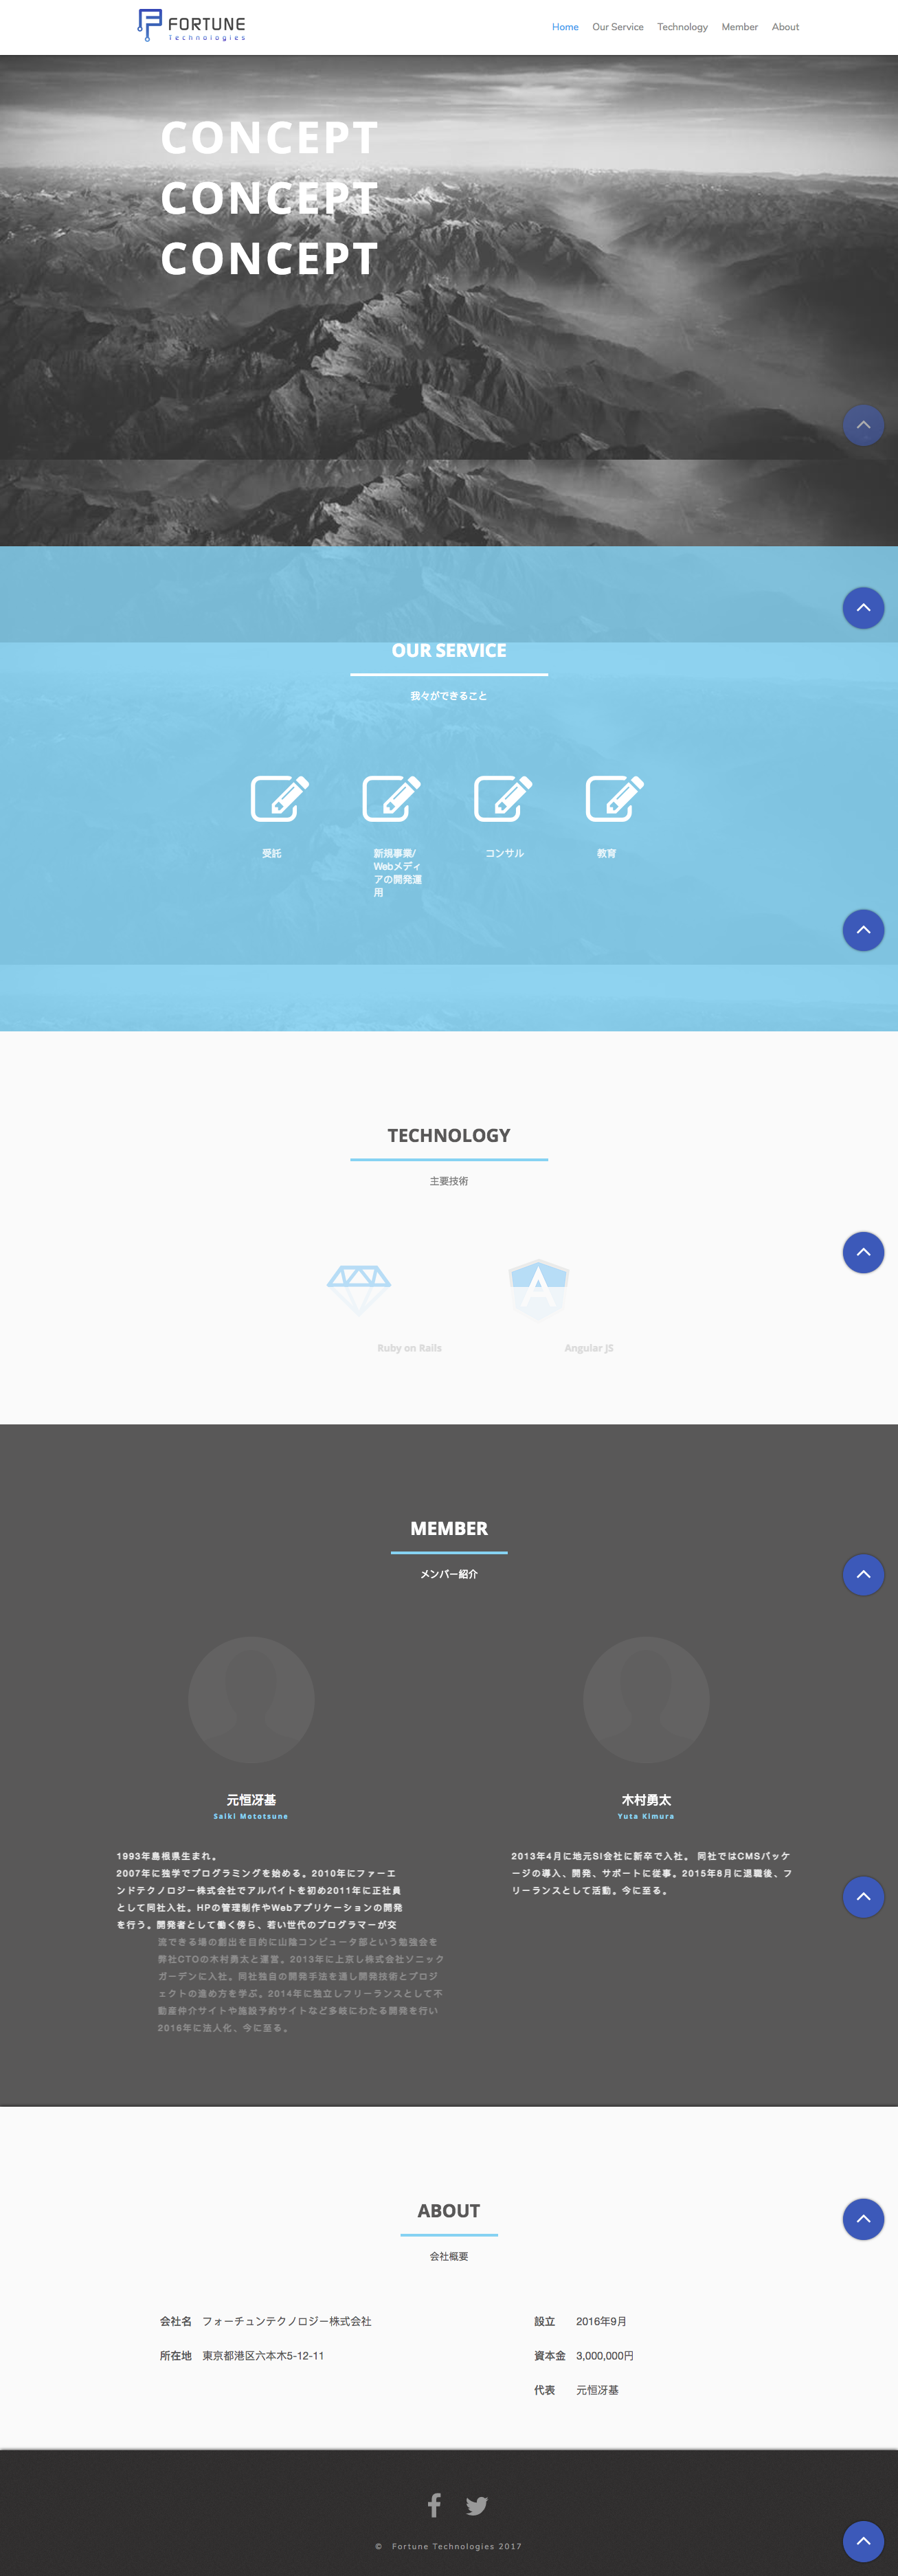 FORTUNE
Technologies
Home Our Service Technology Member About
CONCEPT
CONCEPT
CONCEPT
OUR SERVICE
我々ができること
受託
新規事業/
Webメディ
アの開発運
用
コンサル
教育
TECHNOLOGY
主要技術
Ruby on Rails
Angular JS
MEMBER
メンバー紹介
元恒冴基
Saiki Mototsune
1993年島根県生まれ。
2007年に独学でプログラミングを始める。2010年にファーエ
ンドテクノロジー株式会社でアルバイトを初め2011年に正社員
として同社入社。HPの管理制作やWebアプリケーションの開発
を行う。開発者として働く傍ら、若い世代のプログラマーが交
流できる場の創出を目的に山陰コンピュータ部という勉強会を
弊社CTOの木村勇太と運営。2013年に上京し株式会社ソニック
ガーデンに入社。同社独自の開発手法を通し開発技術とプロジ
ェクトの進め方を学ぶ。2014年に独立しフリーランスとして不
動産仲介サイトや施設予約サイトなど多岐にわたる開発を行い
2016年に法人化、今に至る。
木村勇太
Yuta Kimura
2013年4月に地元SI会社に新卒で入社。 同社ではCMSパッケ
ージの導入、開発、サポートに従事。2015年8月に退職後、フ
リーランスとして活動。今に至る。
ABOUT
会社概要
会社名 フォーチュンテクノロジー株式会社
所在地 東京都港区六本木5-12-11
設立 2016年9月
資本金 3,000,000円
代表 元恒冴基
© Fortune Technologies 2017